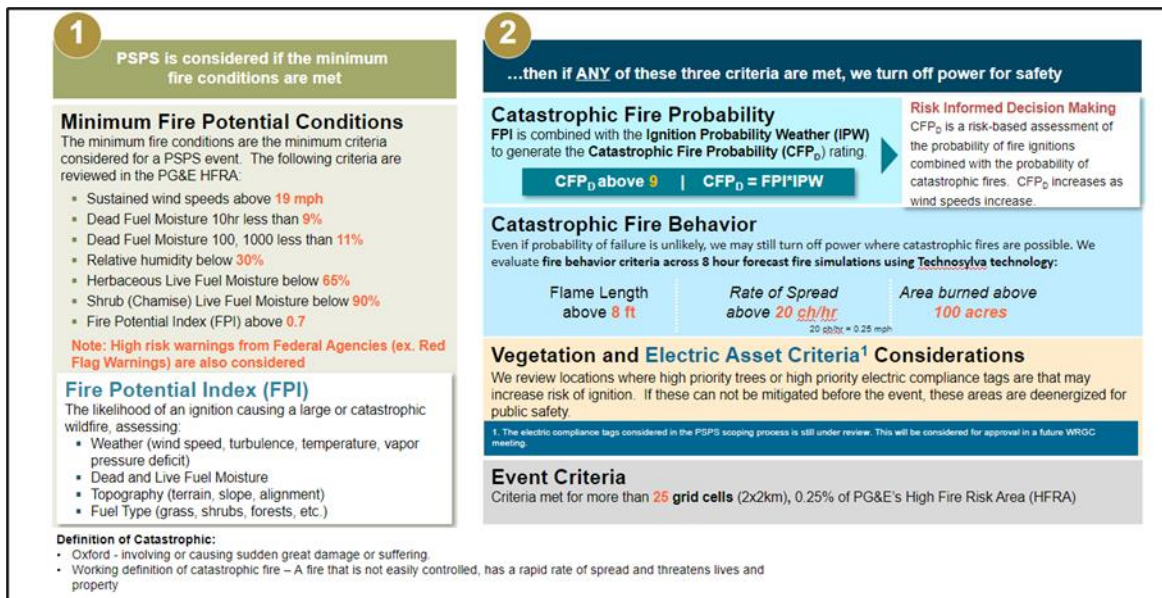 1
PSPS is considered if the minimum
fire conditions are met
Minimum Fire Potential Conditions
The minimum fire conditions are the minimum criteria
considered for a PSPS event. The following criteria are
reviewed in the PG&E HFRA:
▪ Sustained wind speeds above 19 mph
▪ Dead Fuel Moisture 10hr less than 9%
▪ Dead Fuel Moisture 100, 1000 less than 11%
▪ Relative humidity below 30%
▪ Herbaceous Live Fuel Moisture below 65%
▪ Shrub (Chamise) Live Fuel Moisture below 90%
▪ Fire Potential Index (FPI) above 0.7
Note: High risk warnings from Federal Agencies (ex. Red
Flag Warnings) are also considered
Fire Potential Index (FPI)
The likelihood of an ignition causing a large or catastrophic
wildfire, assessing:
▪ Weather (wind speed, turbulence, temperature, vapor
pressure deficit)
▪ Dead and Live Fuel Moisture
▪ Topography (terrain, slope, alignment)
▪ Fuel Type (grass, shrubs, forests, etc.)
2
…then if ANY of these three criteria are met, we turn off power for safety
Catastrophic Fire Probability
FPI is combined with the Ignition Probability Weather (IPW)
to generate the Catastrophic Fire Probability (CFPD) rating.
CFPD above 9 | CFPD = FPI*IPW
Risk Informed Decision Making
CFPD is a risk-based assessment of
the probability of fire ignitions
combined with the probability of
catastrophic fires. CFPD increases as
wind speeds increase.
Catastrophic Fire Behavior
Even if probability of failure is unlikely, we may still turn off power where catastrophic fires are possible. We
evaluate fire behavior criteria across 8 hour forecast fire simulations using Technosylva technology:
Flame Length
above 8 ft
Rate of Spread
above 20 ch/hr
20 ch/hr = 0.25 mph
Area burned above
100 acres
Vegetation and Electric Asset Criteria1 Considerations
We review locations where high priority trees or high priority electric compliance tags are that may
increase risk of ignition. If these can not be mitigated before the event, these areas are deenergized for
public safety.
1. The electric compliance tags considered in the PSPS scoping process is still under review. This will be considered for approval in a future WRGC
meeting.
Event Criteria
Criteria met for more than 25 grid cells (2x2km), 0.25% of PG&E's High Fire Risk Area (HFRA)
Definition of Catastrophic:
• Oxford - involving or causing sudden great damage or suffering.
• Working definition of catastrophic fire – A fire that is not easily controlled, has a rapid rate of spread and threatens lives and
property